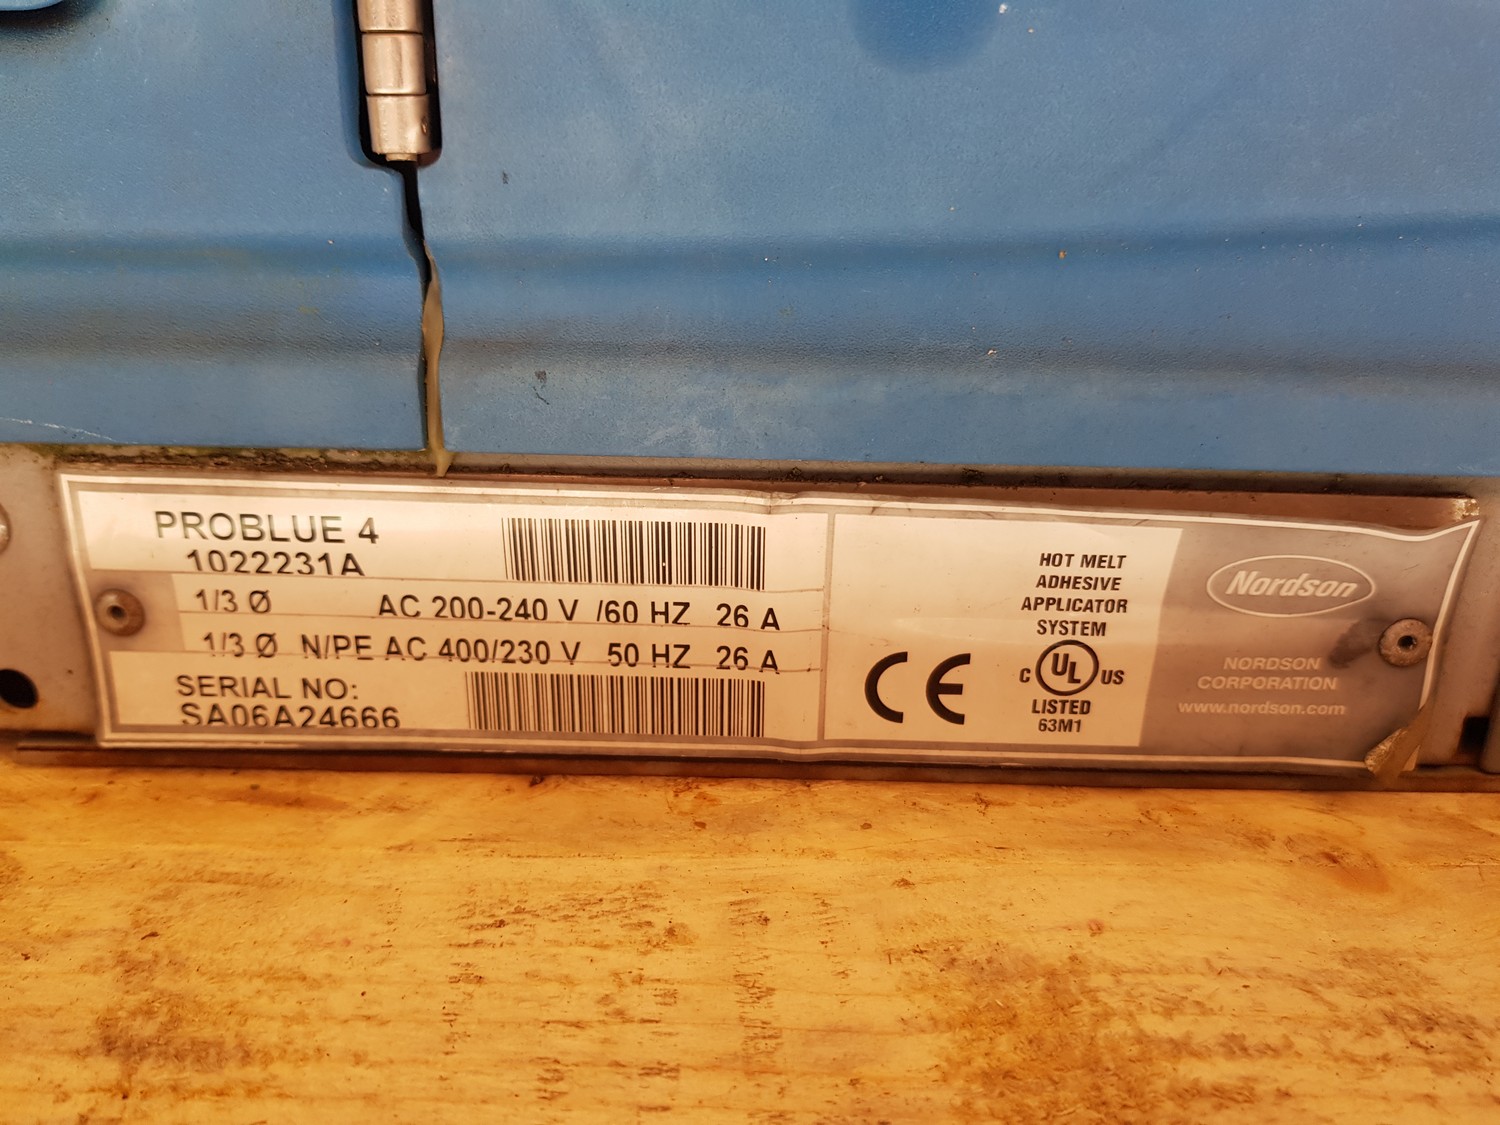 PROBLUE 4
1022231A
1/3 Ø AC 200-240 V /60 HZ 26 A
1/3 Ø N/PE AC 400/230 V 50 HZ 26 A
SERIAL NO:
SA06A24666
CE
HOT MELT
ADHESIVE
APPLICATOR
SYSTEM
C UL US
LISTED
63M1
Nordson
NORDSON
CORPORATION
www.nordson.com